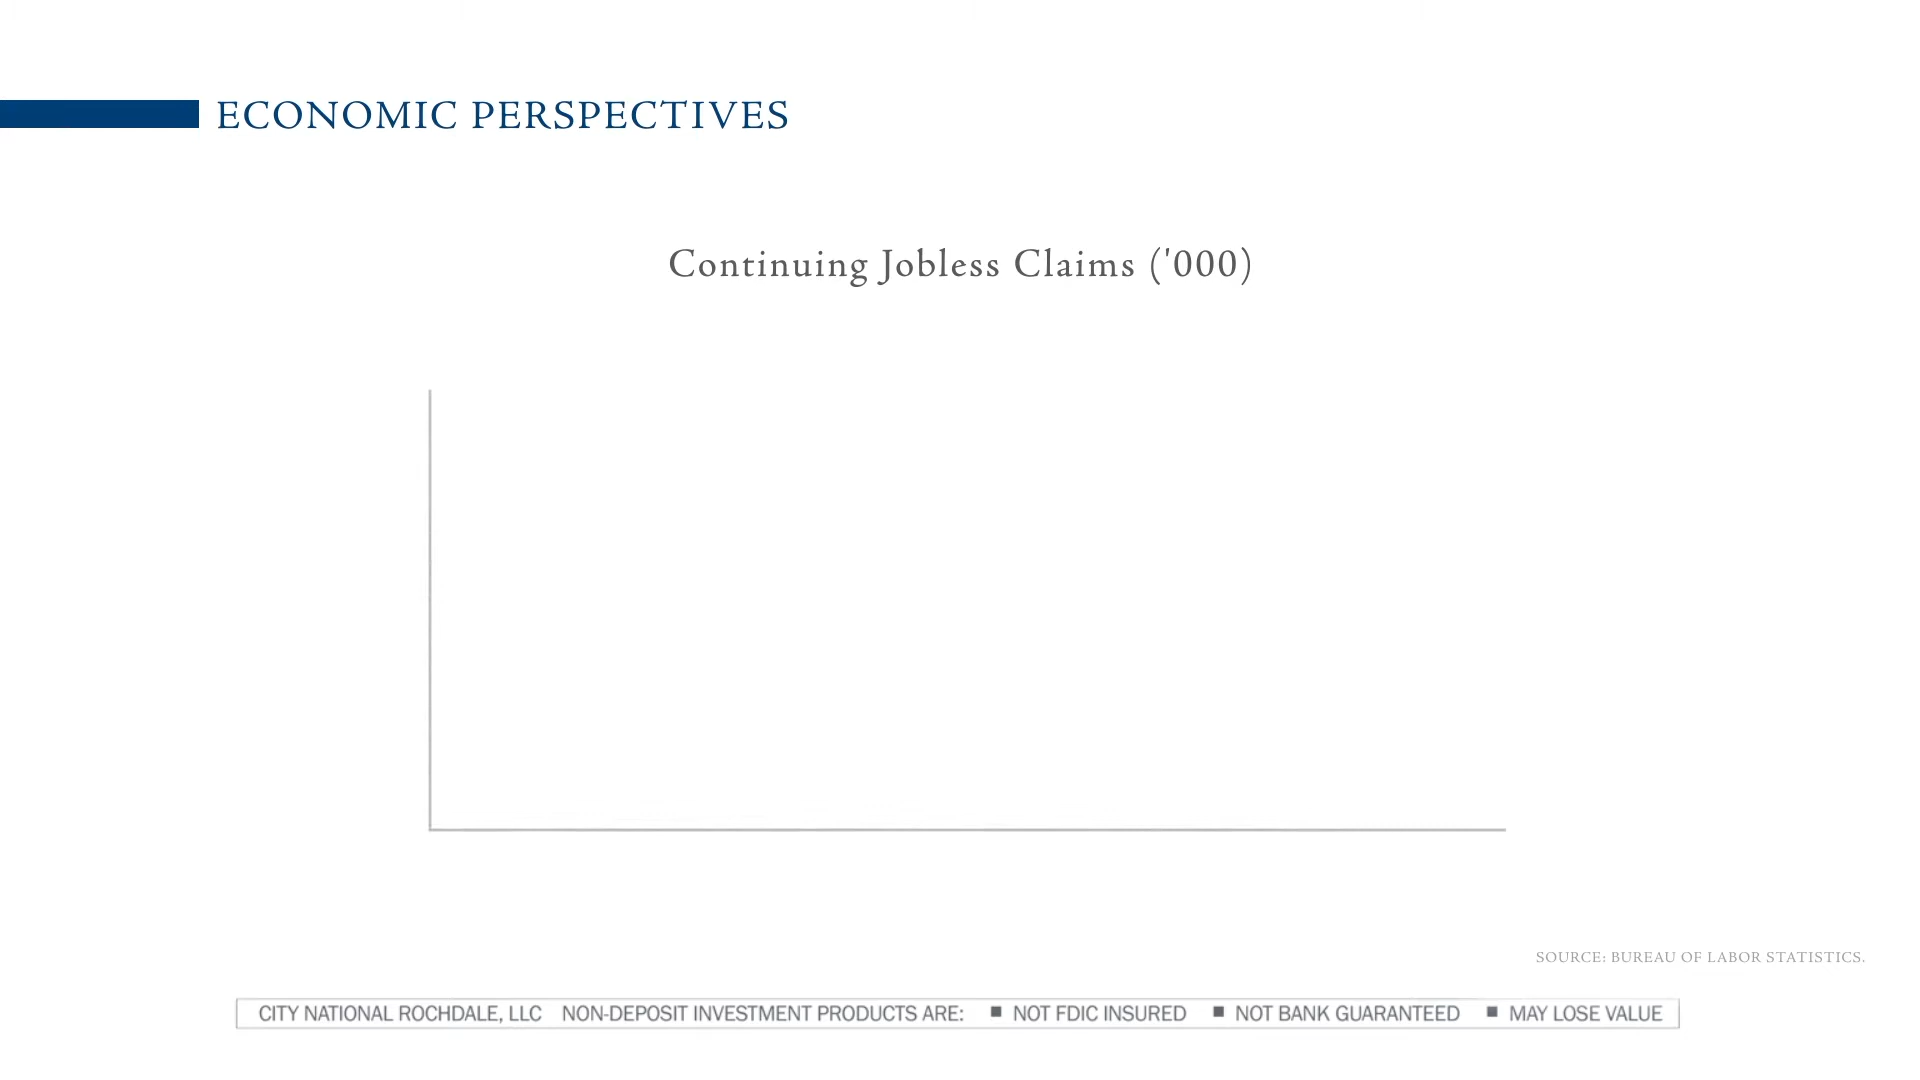 ECONOMIC PERSPECTIVES
Continuing Jobless Claims ('000)
SOURCE: BUREAU OF LABOR STATISTICS.
CITY NATIONAL ROCHDALE, LLC NON-DEPOSIT INVESTMENT PRODUCTS ARE: ■ NOT FDIC INSURED ■ NOT BANK GUARANTEED ■ MAY LOSE VALUE